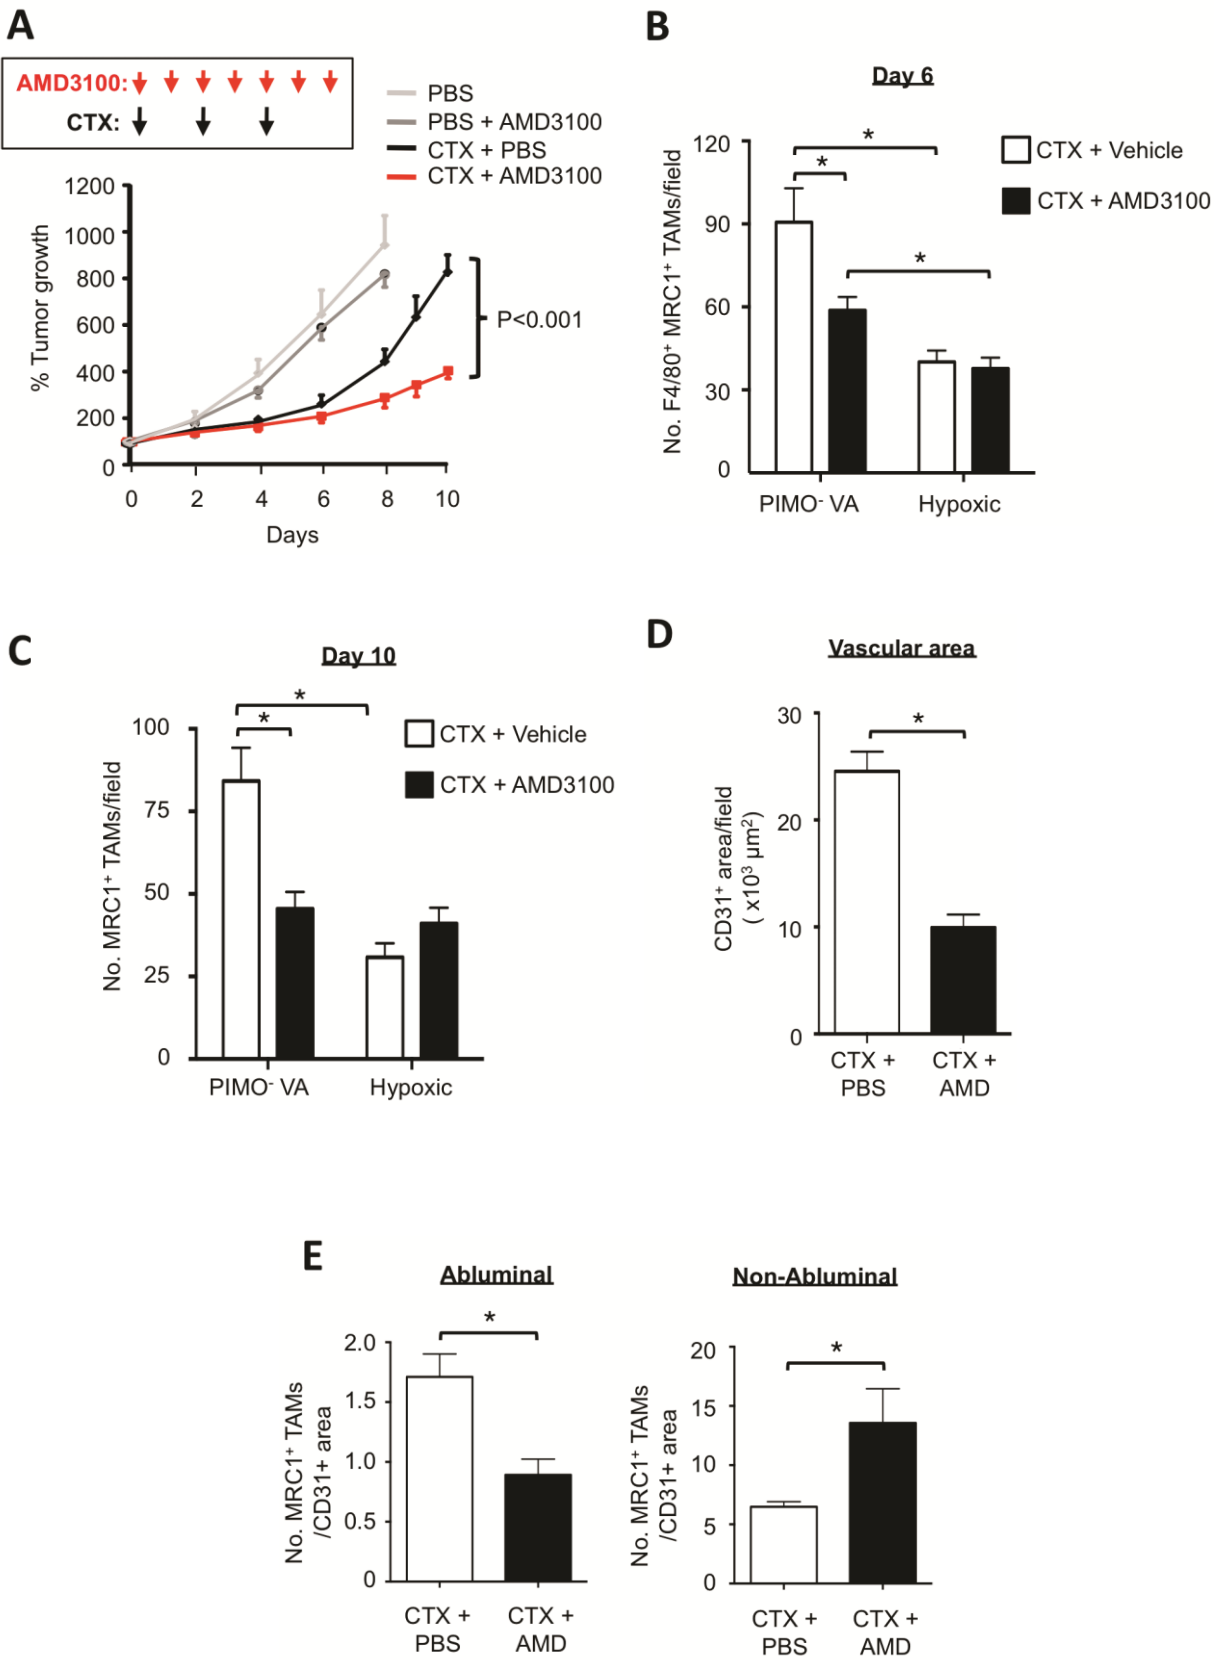 A
AMD3100:
CTX:
PBS
PBS + AMD3100
CTX + PBS
CTX + AMD3100
1200
1000
800
600
400
200
0
% Tumor growth
P<0.001
0 2 4 6 8 10
Days
B
Day 6
120
90
60
30
0
No. F4/80⁺ MRC1⁺ TAMs/field
*
*
*
CTX + Vehicle
CTX + AMD3100
PIMO⁻ VA Hypoxic
C
Day 10
100
75
50
25
0
No. MRC1⁺ TAMs/field
*
*
CTX + Vehicle
CTX + AMD3100
PIMO⁻ VA Hypoxic
D
Vascular area
30
20
10
0
CD31⁺ area/field
( x10³ µm²)
*
CTX + CTX +
PBS AMD
E
Abluminal
2.0
1.5
1.0
0.5
0
No. MRC1⁺ TAMs
/CD31+ area
*
CTX + CTX +
PBS AMD
Non-Abluminal
20
15
10
5
0
No. MRC1⁺ TAMs
/CD31+ area
*
CTX + CTX +
PBS AMD